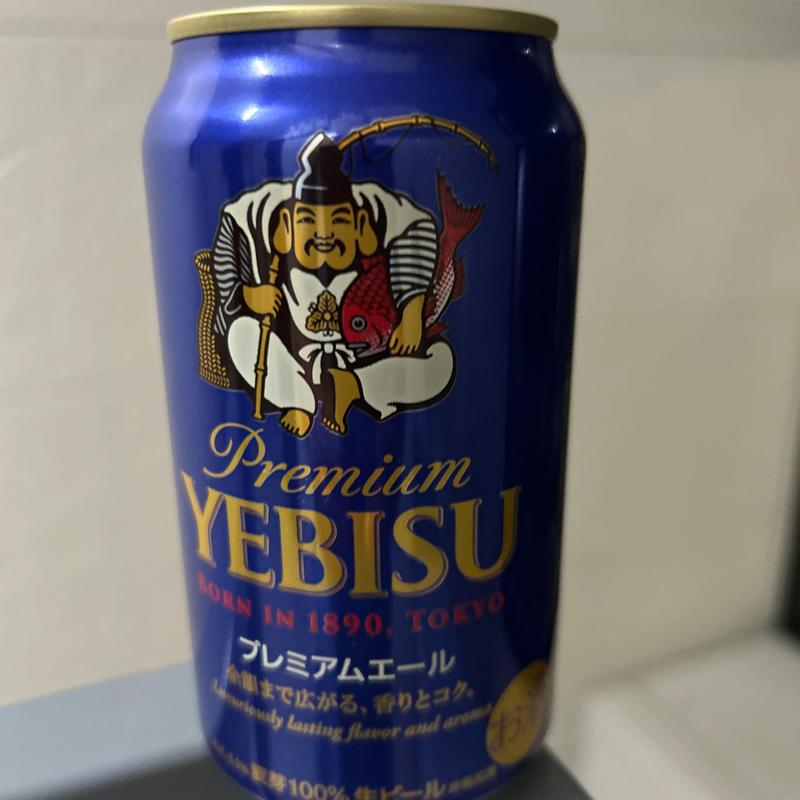 Premium
YEBISU
BORN IN 1890, TOKYO
プレミアムエール
余韻まで広がる、香りとコク。
Luxuriously lasting flavor and aroma
お酒
麦芽100% 生ビール